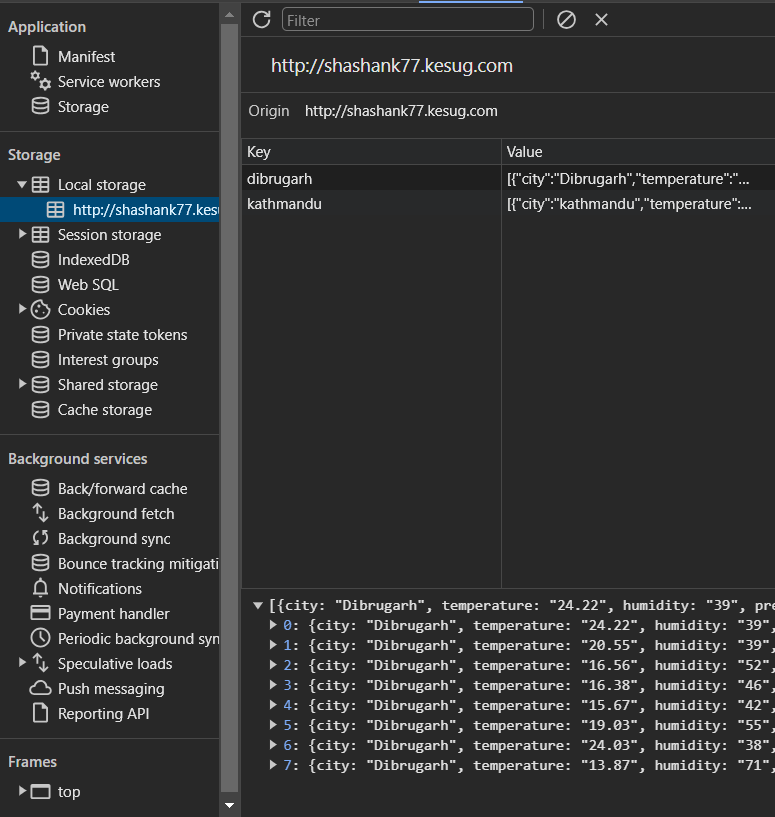 Application
Manifest
Service workers
Storage
Storage
Local storage
http://shashank77.kesu
Session storage
IndexedDB
Web SQL
Cookies
Private state tokens
Interest groups
Shared storage
Cache storage
Background services
Back/forward cache
Background fetch
Background sync
Bounce tracking mitigati
Notifications
Payment handler
Periodic background syn
Speculative loads
Push messaging
Reporting API
Frames
top
Filter
http://shashank77.kesug.com
Origin http://shashank77.kesug.com
Key Value
dibrugarh [{"city":"Dibrugarh","temperature":"...
kathmandu [{"city":"kathmandu","temperature":...
[{city: "Dibrugarh", temperature: "24.22", humidity: "39", pre
0: {city: "Dibrugarh", temperature: "24.22", humidity: "39",
1: {city: "Dibrugarh", temperature: "20.55", humidity: "39",
2: {city: "Dibrugarh", temperature: "16.56", humidity: "52",
3: {city: "Dibrugarh", temperature: "16.38", humidity: "46",
4: {city: "Dibrugarh", temperature: "15.67", humidity: "42",
5: {city: "Dibrugarh", temperature: "19.03", humidity: "55",
6: {city: "Dibrugarh", temperature: "24.03", humidity: "38",
7: {city: "Dibrugarh", temperature: "13.87", humidity: "71",